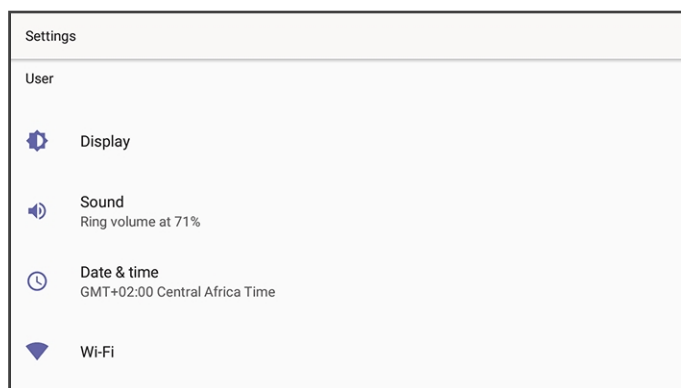 Settings
User
Display
Sound
Ring volume at 71%
Date & time
GMT+02:00 Central Africa Time
Wi-Fi